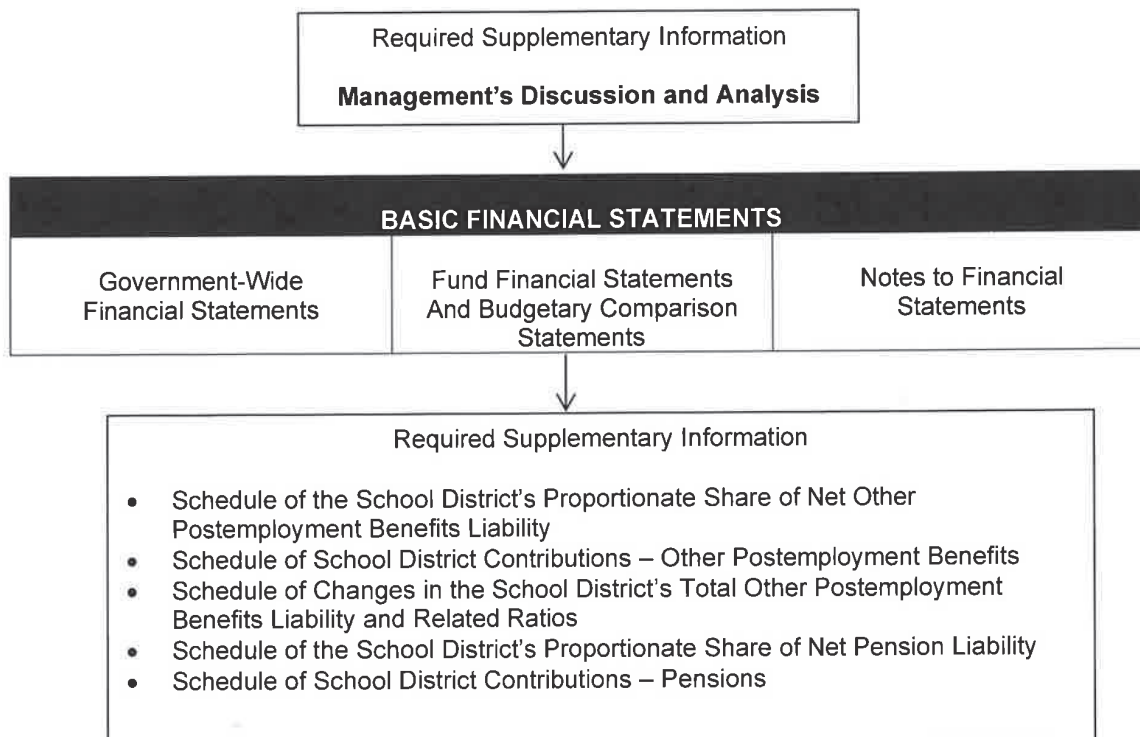 Required Supplementary Information
Management's Discussion and Analysis
BASIC FINANCIAL STATEMENTS
Government-Wide
Financial Statements
Fund Financial Statements
And Budgetary Comparison
Statements
Notes to Financial
Statements
Required Supplementary Information
• Schedule of the School District's Proportionate Share of Net Other
Postemployment Benefits Liability
• Schedule of School District Contributions – Other Postemployment Benefits
• Schedule of Changes in the School District's Total Other Postemployment
Benefits Liability and Related Ratios
• Schedule of the School District's Proportionate Share of Net Pension Liability
• Schedule of School District Contributions – Pensions